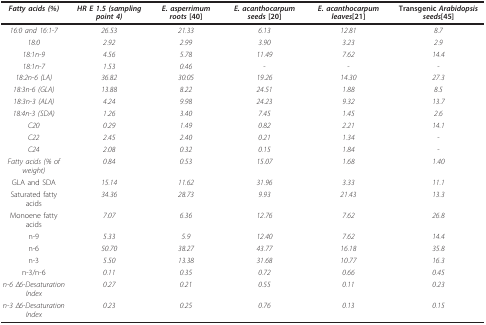 Fatty acids (%) HR E 1.5 (sampling point 4) E. asperrimum roots [40] E. acanthocarpum seeds [20] E. acanthocarpum leaves[21] Transgenic Arabidopsis seeds[45]
16:0 and 16:1-7 26.53 21.33 6.13 12.81 8.7
18:0 2.92 2.99 3.90 3.23 2.9
18:1n-9 4.56 5.78 11.49 7.62 14.4
18:1n-7 1.53 0.46 - - -
18:2n-6 (LA) 36.82 30.05 19.26 14.30 27.3
18:3n-6 (GLA) 13.88 8.22 24.51 1.88 8.5
18:3n-3 (ALA) 4.24 9.98 24.23 9.32 13.7
18:4n-3 (SDA) 1.26 3.40 7.45 1.45 2.6
C20 0.29 1.49 0.82 2.21 14.1
C22 2.45 2.40 0.21 1.34 -
C24 2.08 0.32 0.15 1.84 -
Fatty acids (% of weight) 0.84 0.53 15.07 1.68 1.40
GLA and SDA 15.14 11.62 31.96 3.33 11.1
Saturated fatty acids 34.36 28.73 9.93 21.43 13.3
Monoene fatty acids 7.07 6.36 12.76 7.62 26.8
n-9 5.33 5.9 12.40 7.62 14.4
n-6 50.70 38.27 43.77 16.18 35.8
n-3 5.50 13.38 31.68 10.77 16.3
n-3/n-6 0.11 0.35 0.72 0.66 0.45
n-6 Δ6-Desaturation Index 0.27 0.21 0.55 0.11 0.23
n-3 Δ6-Desaturation Index 0.23 0.25 0.76 0.13 0.15